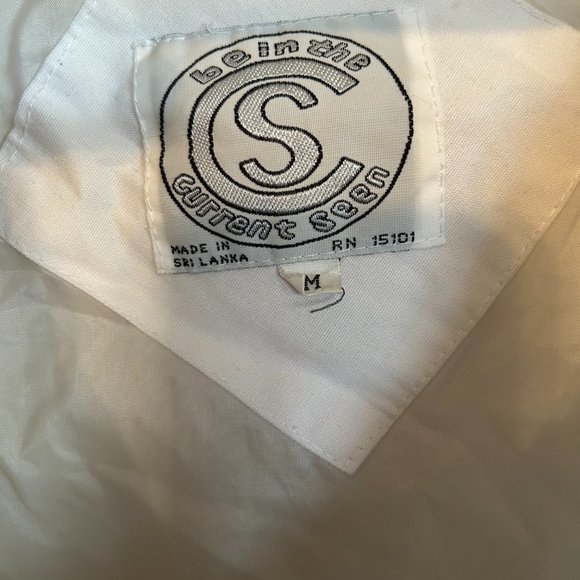 be in the
CS
Current Seen
MADE IN RN 15101
SRI LANKA
M